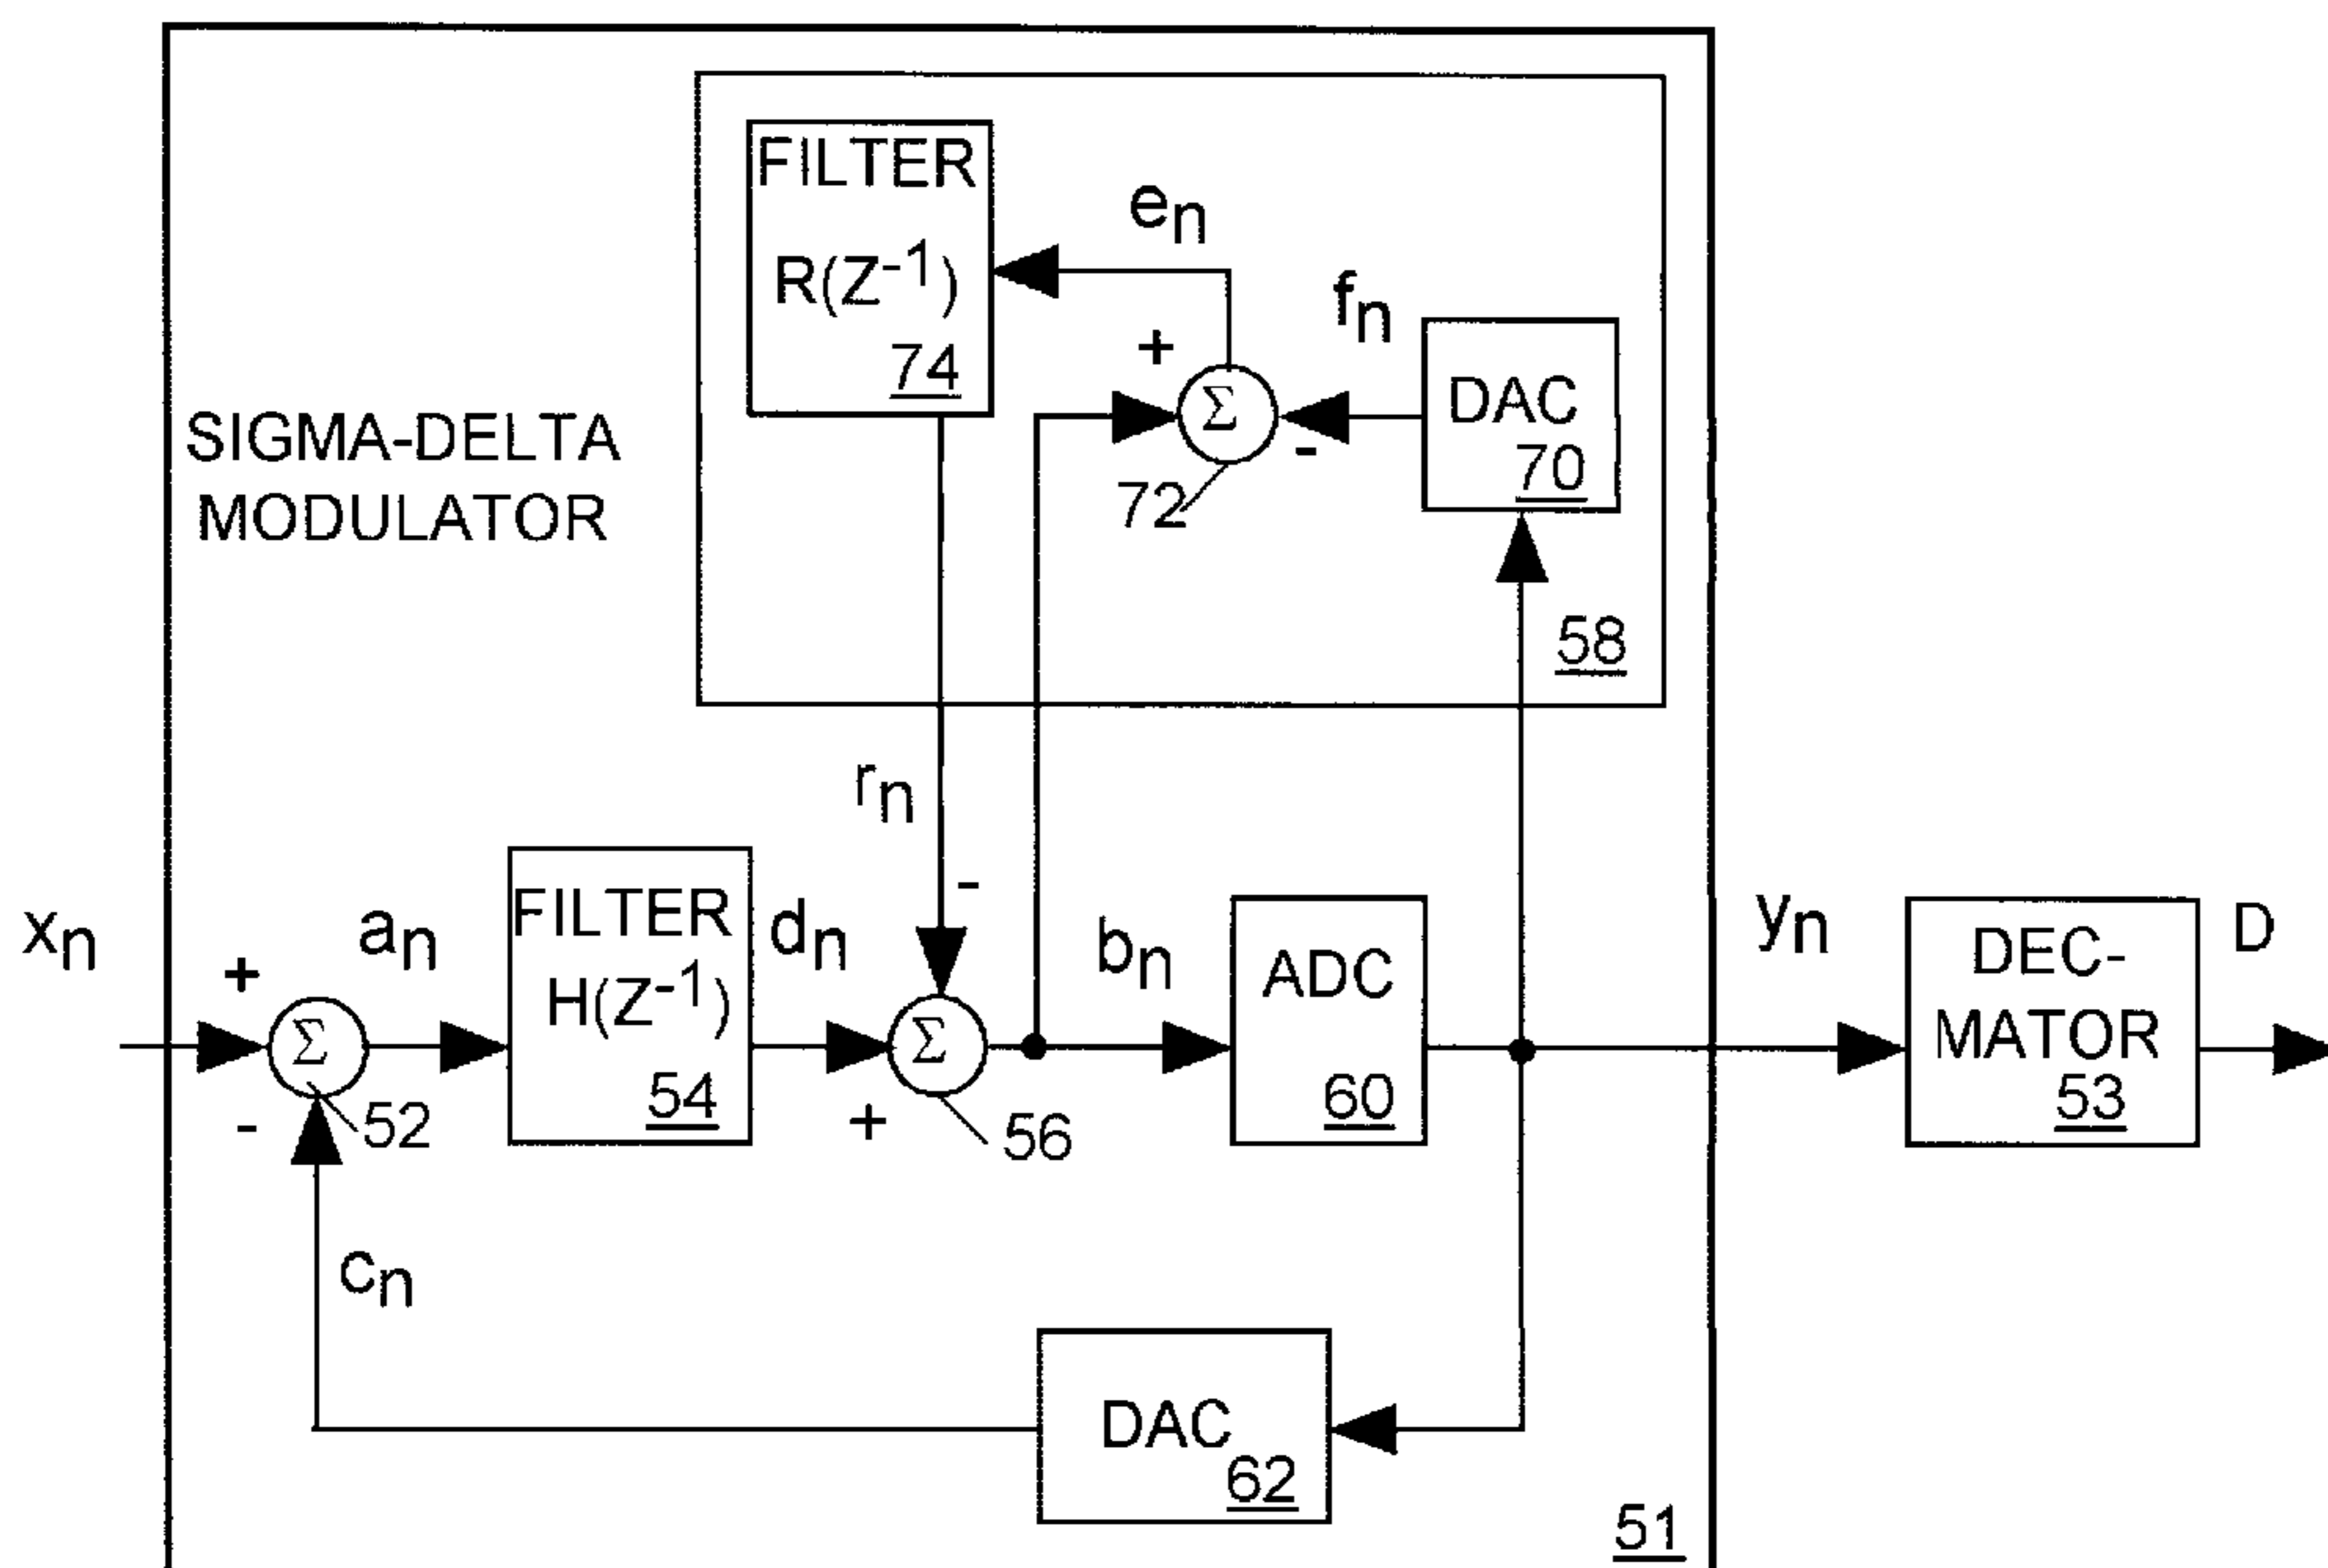 FILTER
R(Z-1)
74
en
+
Σ
72
fn
-
DAC
70
58
SIGMA-DELTA
MODULATOR
rn
-
xn
+
Σ
-
52
an
FILTER
H(Z-1)
54
dn
+
Σ
56
bn
ADC
60
yn
DEC-
MATOR
53
D
cn
DAC
62
51